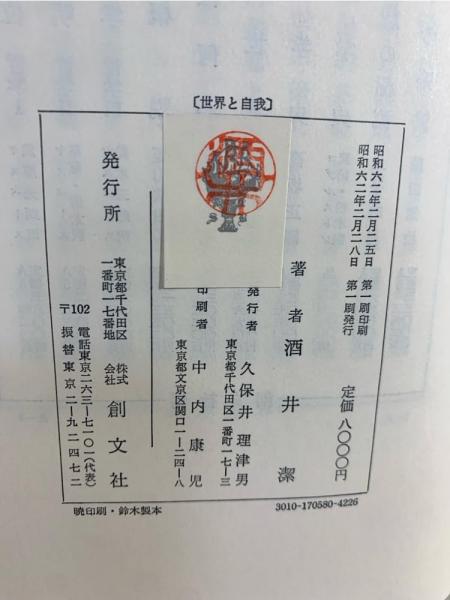 〔世界と自我〕
昭和六二年二月二五日 第一刷印刷
昭和六二年二月二八日 第一刷発行
定価 八〇〇〇円
著者 酒井潔
発行者 久保井理津男
東京都千代田区一番町一七-三
印刷者 中内康児
東京都文京区関口一-二四-八
発行所
東京都千代田区
一番町一七番地
株式会社 創文社
〒102 電話東京二六三-七一〇一(代表)
振替東京二-九二四七二
暁印刷・鈴木製本
3010-170580-4226